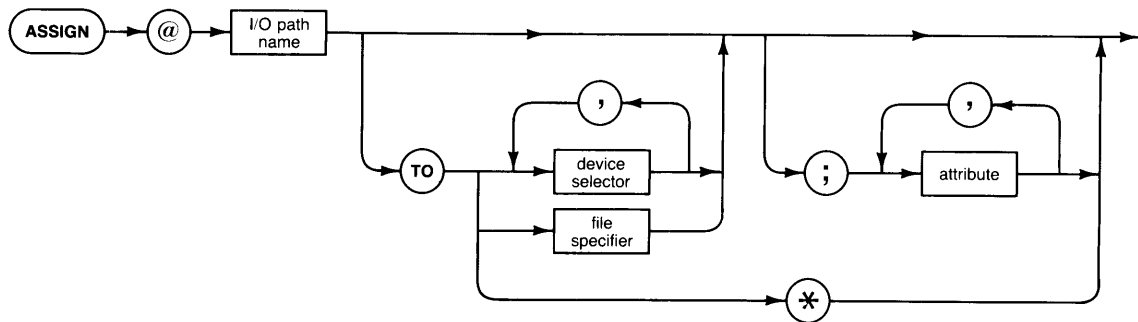 ASSIGN
@
I/O path
name
,
,
TO
device
selector
;
attribute
file
specifier
*